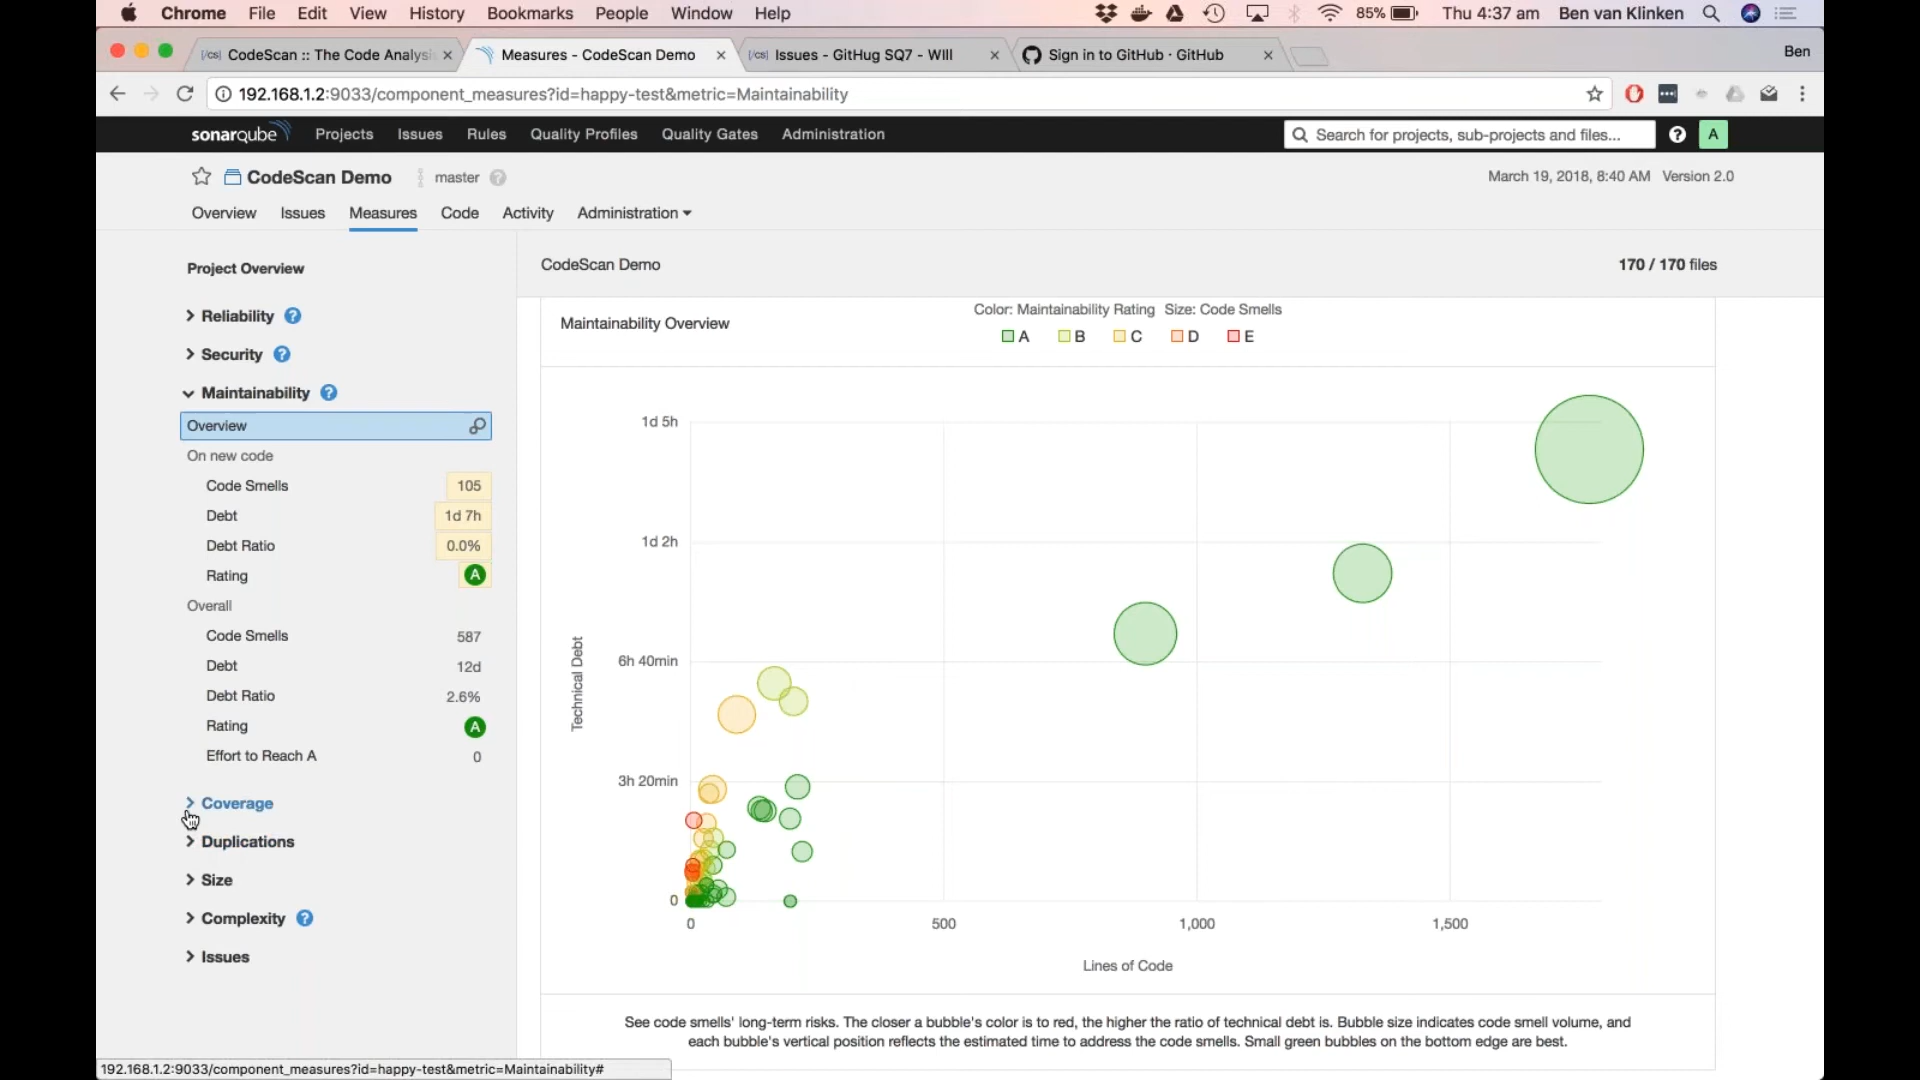 Chrome File Edit View History Bookmarks People Window Help 85% Thu 4:37 am Ben van Klinken
CodeScan :: The Code Analysi Measures - CodeScan Demo Issues - GitHug SQ7 - WIll Sign in to GitHub · GitHub Ben
192.168.1.2:9033/component_measures?id=happy-test&metric=Maintainability
sonarqube Projects Issues Rules Quality Profiles Quality Gates Administration Search for projects, sub-projects and files... A
CodeScan Demo master March 19, 2018, 8:40 AM Version 2.0
Overview Issues Measures Code Activity Administration
Project Overview
Reliability
Security
Maintainability
Overview
On new code
Code Smells 105
Debt 1d 7h
Debt Ratio 0.0%
Rating A
Overall
Code Smells 587
Debt 12d
Debt Ratio 2.6%
Rating A
Effort to Reach A 0
Coverage
Duplications
Size
Complexity
Issues
CodeScan Demo 170 / 170 files
Maintainability Overview
Color: Maintainability Rating Size: Code Smells
A B C D E
1d 5h
1d 2h
6h 40min
3h 20min
0
Technical Debt
0 500 1,000 1,500
Lines of Code
See code smells' long-term risks. The closer a bubble's color is to red, the higher the ratio of technical debt is. Bubble size indicates code smell volume, and
each bubble's vertical position reflects the estimated time to address the code smells. Small green bubbles on the bottom edge are best.
192.168.1.2:9033/component_measures?id=happy-test&metric=Maintainability#